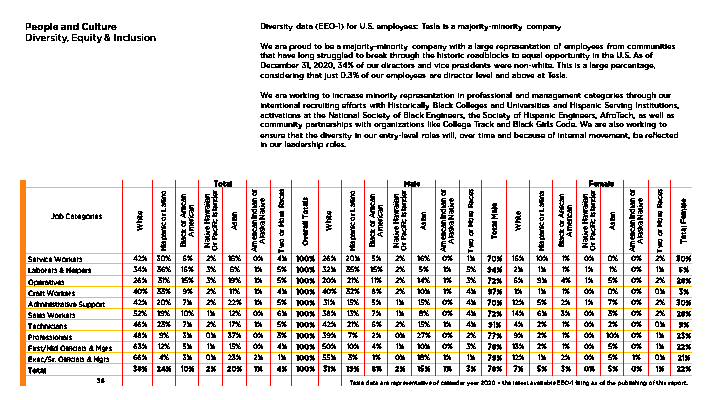 People and Culture
Diversity, Equity & Inclusion
Diversity data (EEO-1) for U.S. employees: Tesla is a majority-minority company
We are proud to be a majority-minority company with a large representation of employees from communities
that have long struggled to break through the historic roadblocks to equal opportunity in the U.S. As of
December 31, 2020, 34% of our directors and vice presidents were non-white. This is a large percentage,
considering that just 0.3% of our employees are director level and above at Tesla.
We are working to increase minority representation in professional and management categories through our
intentional recruiting efforts with Historically Black Colleges and Universities and Hispanic Serving Institutions,
activations at the National Society of Black Engineers, the Society of Hispanic Engineers, AfroTech, as well as
community partnerships with organizations like College Track and Black Girls Code. We are also working to
ensure that the diversity in our entry-level roles will, over time and because of internal movement, be reflected
in our leadership roles.
Total Male Female
Job Categories White Hispanic or Latino Black or African American Native Hawaiian Or Pacific Islander Asian American Indian or Alaska Native Two or More Races Overall Totals White Hispanic or Latino Black or African American Native Hawaiian Or Pacific Islander Asian American Indian or Alaska Native Two or More Races Total Male White Hispanic or Latino Black or African American Native Hawaiian Or Pacific Islander Asian American Indian or Alaska Native Two or More Races Total Female
Service Workers 42% 30% 6% 2% 16% 0% 4% 100% 26% 20% 5% 2% 16% 0% 1% 70% 16% 10% 1% 0% 0% 0% 2% 30%
Laborers & Helpers 34% 36% 16% 3% 6% 1% 5% 100% 32% 35% 15% 2% 5% 1% 5% 94% 2% 1% 1% 1% 1% 0% 0% 6%
Operatives 26% 31% 15% 3% 19% 1% 5% 100% 20% 21% 11% 2% 14% 1% 3% 72% 6% 9% 4% 1% 5% 0% 2% 28%
Craft Workers 40% 33% 9% 2% 11% 1% 4% 100% 40% 32% 8% 2% 10% 1% 4% 97% 1% 1% 1% 0% 1% 0% 0% 3%
Administrative Support 42% 20% 7% 2% 22% 1% 5% 100% 31% 15% 5% 1% 15% 0% 4% 70% 12% 5% 2% 1% 7% 0% 2% 30%
Sales Workers 52% 19% 10% 1% 12% 0% 6% 100% 38% 13% 7% 1% 8% 0% 4% 72% 14% 6% 3% 0% 3% 0% 2% 28%
Technicians 46% 23% 7% 2% 17% 1% 5% 100% 42% 21% 6% 2% 15% 1% 4% 91% 4% 2% 1% 0% 2% 0% 0% 9%
Professionals 48% 9% 3% 0% 37% 0% 3% 100% 39% 7% 2% 0% 27% 0% 2% 77% 9% 2% 1% 0% 10% 0% 1% 23%
First/Mid Officials & Mgrs 63% 12% 5% 1% 15% 0% 4% 100% 50% 10% 4% 1% 10% 0% 3% 78% 13% 2% 1% 0% 5% 0% 1% 22%
Exec/Sr. Officials & Mgrs 66% 4% 3% 0% 23% 2% 1% 100% 55% 3% 1% 0% 18% 1% 1% 79% 12% 1% 2% 0% 5% 1% 0% 21%
Total 38% 24% 10% 2% 20% 1% 4% 100% 31% 19% 8% 2% 15% 1% 3% 78% 7% 5% 3% 0% 5% 0% 1% 22%
36
Tesla data are representative of calendar year 2020 - the latest available EEO-1 filing as of the publishing of this report.